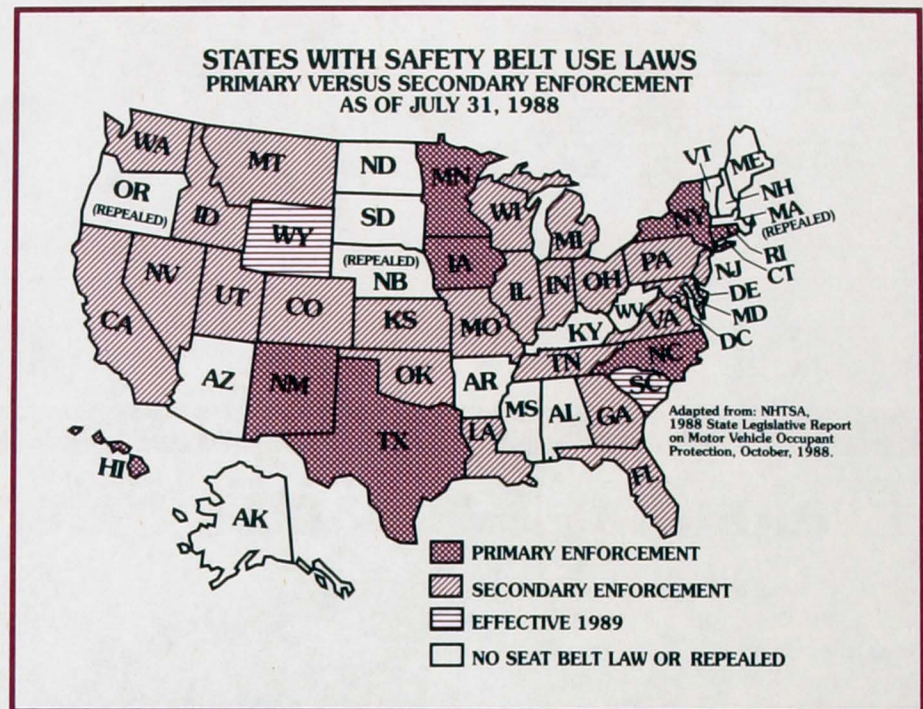 STATES WITH SAFETY BELT USE LAWS
PRIMARY VERSUS SECONDARY ENFORCEMENT
AS OF JULY 31, 1988
WA
MT
ND
MN
VT
ME
OR
(REPEALED)
ID
WY
SD
WI
MI
NY
NH
MA
(REPEALED)
RI
CT
(REPEALED)
NB
IA
PA
NJ
NV
UT
CO
KS
MO
IL
IN
OH
WV
VA
DE
MD
DC
CA
KY
AZ
NM
OK
AR
TN
NC
SC
TX
LA
MS
AL
GA
FL
HI
AK
Adapted from: NHTSA,
1988 State Legislative Report
on Motor Vehicle Occupant
Protection, October, 1988.
PRIMARY ENFORCEMENT
SECONDARY ENFORCEMENT
EFFECTIVE 1989
NO SEAT BELT LAW OR REPEALED